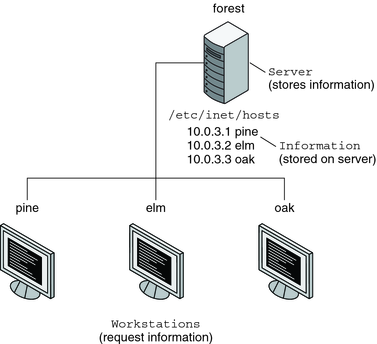 forest
Server
(stores information)
/etc/inet/hosts
10.0.3.1 pine
10.0.3.2 elm
10.0.3.3 oak
Information
(stored on server)
pine
elm
oak
Workstations
(request information)